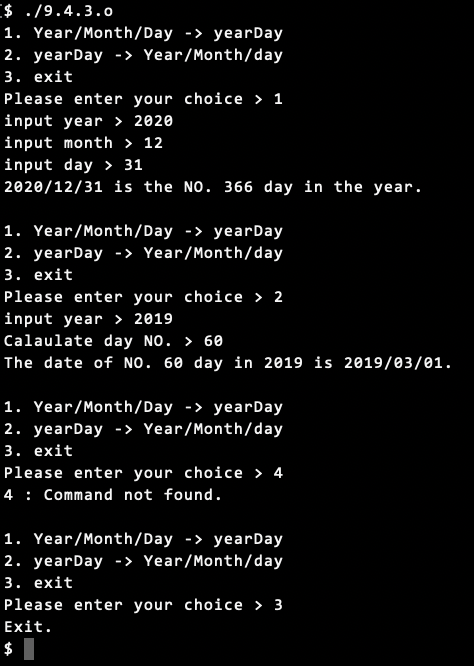 $ ./9.4.3.o
1. Year/Month/Day -> yearDay
2. yearDay -> Year/Month/day
3. exit
Please enter your choice > 1
input year > 2020
input month > 12
input day > 31
2020/12/31 is the NO. 366 day in the year.

1. Year/Month/Day -> yearDay
2. yearDay -> Year/Month/day
3. exit
Please enter your choice > 2
input year > 2019
Calaulate day NO. > 60
The date of NO. 60 day in 2019 is 2019/03/01.

1. Year/Month/Day -> yearDay
2. yearDay -> Year/Month/day
3. exit
Please enter your choice > 4
4 : Command not found.

1. Year/Month/Day -> yearDay
2. yearDay -> Year/Month/day
3. exit
Please enter your choice > 3
Exit.
$